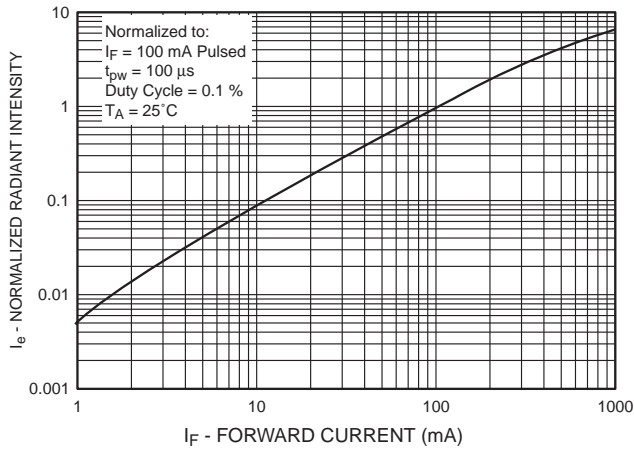 10
1
0.1
0.01
0.001
Normalized to:
IF = 100 mA Pulsed
tpw = 100 µs
Duty Cycle = 0.1 %
TA = 25˚C
Ie - NORMALIZED RADIANT INTENSITY
1
10
100
1000
IF - FORWARD CURRENT (mA)